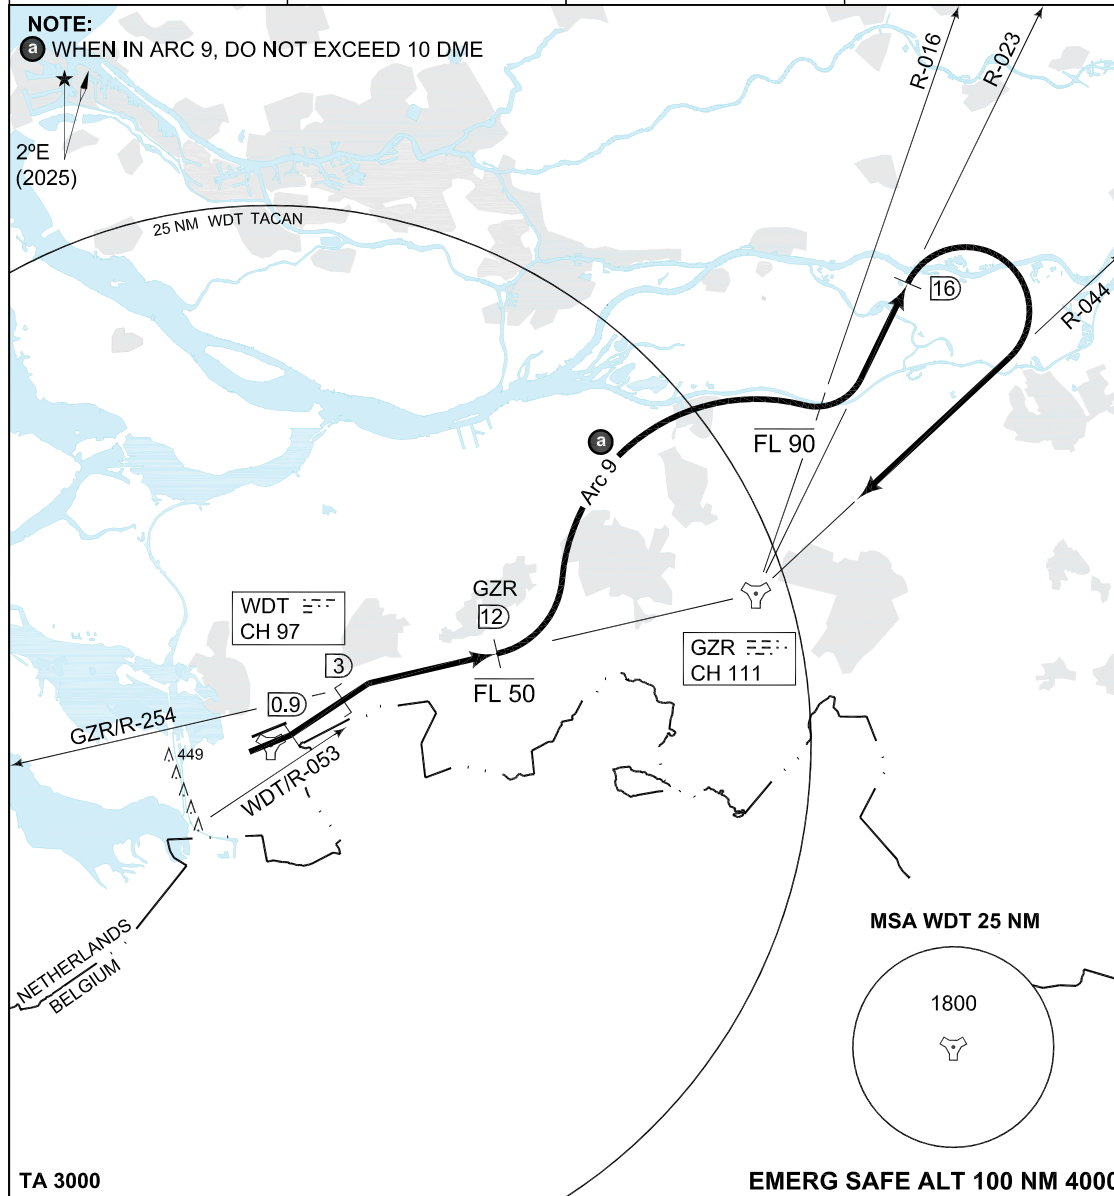 NOTE:
a WHEN IN ARC 9, DO NOT EXCEED 10 DME
R-016
R-023
2ºE
(2025)
25 NM WDT TACAN
16
R-044
a
FL 90
Arc 9
GZR
12
WDT
CH 97
GZR
CH 111
3
FL 50
0.9
GZR/R-254
449
WDT/R-053
MSA WDT 25 NM
NETHERLANDS
BELGIUM
1800
TA 3000
EMERG SAFE ALT 100 NM 4000